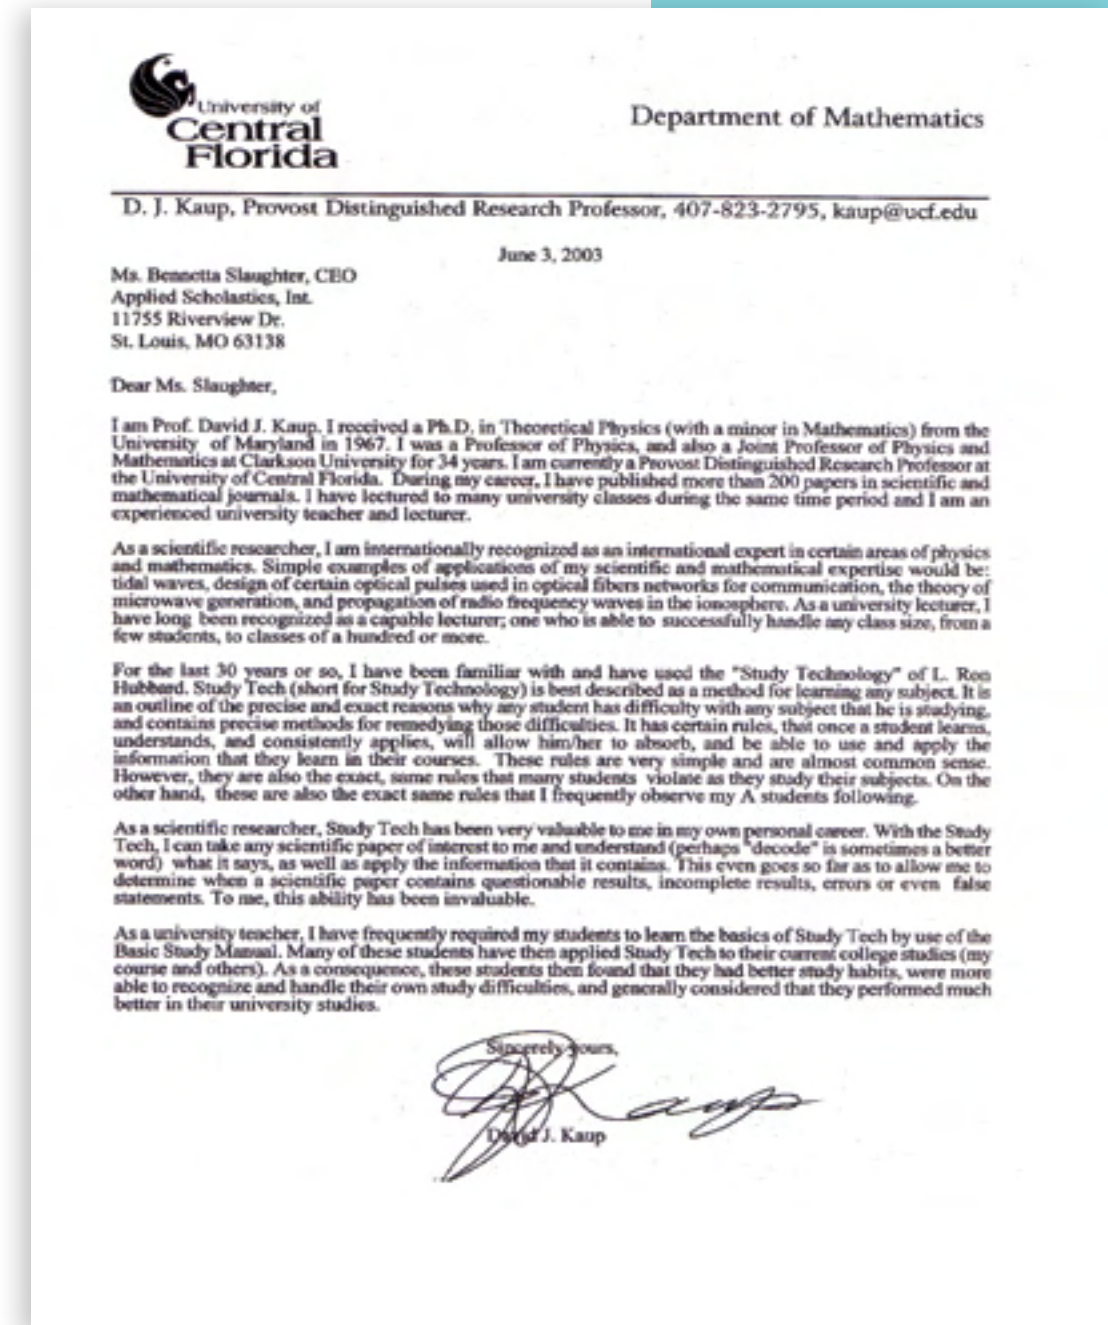 University of
Central
Florida
Department of Mathematics
D. J. Kaup, Provost Distinguished Research Professor, 407-823-2795, kaup@ucf.edu
June 3, 2003
Ms. Bennetta Slaughter, CEO
Applied Scholastics, Int.
11755 Riverview Dr.
St. Louis, MO 63138
Dear Ms. Slaughter,
I am Prof. David J. Kaup. I received a Ph.D. in Theoretical Physics (with a minor in Mathematics) from the
University of Maryland in 1967. I was a Professor of Physics, and also a Joint Professor of Physics and
Mathematics at Clarkson University for 34 years. I am currently a Provost Distinguished Research Professor at
the University of Central Florida. During my career, I have published more than 200 papers in scientific and
mathematical journals. I have lectured to many university classes during the same time period and I am an
experienced university teacher and lecturer.
As a scientific researcher, I am internationally recognized as an international expert in certain areas of physics
and mathematics. Simple examples of applications of my scientific and mathematical expertise would be:
tidal waves, design of certain optical pulses used in optical fibers networks for communication, the theory of
microwave generation, and propagation of radio frequency waves in the ionosphere. As a university lecturer, I
have long been recognized as a capable lecturer; one who is able to successfully handle any class size, from a
few students, to classes of a hundred or more.
For the last 30 years or so, I have been familiar with and have used the "Study Technology" of L. Ron
Hubbard. Study Tech (short for Study Technology) is best described as a method for learning any subject. It is
an outline of the precise and exact reasons why any student has difficulty with any subject that he is studying,
and contains precise methods for remedying those difficulties. It has certain rules, that once a student learns,
understands, and consistently applies, will allow him/her to absorb, and be able to use and apply the
information that they learn in their courses. These rules are very simple and are almost common sense.
However, they are also the exact, same rules that many students violate as they study their subjects. On the
other hand, these are also the exact same rules that I frequently observe my A students following.
As a scientific researcher, Study Tech has been very valuable to me in my own personal career. With the Study
Tech, I can take any scientific paper of interest to me and understand (perhaps "decode" is sometimes a better
word) what it says, as well as apply the information that it contains. This even goes so far as to allow me to
determine when a scientific paper contains questionable results, incomplete results, errors or even false
statements. To me, this ability has been invaluable.
As a university teacher, I have frequently required my students to learn the basics of Study Tech by use of the
Basic Study Manual. Many of these students have then applied Study Tech to their current college studies (my
course and others). As a consequence, these students then found that they had better study habits, were more
able to recognize and handle their own study difficulties, and generally considered that they performed much
better in their university studies.
Sincerely yours,
DJKaup
David J. Kaup